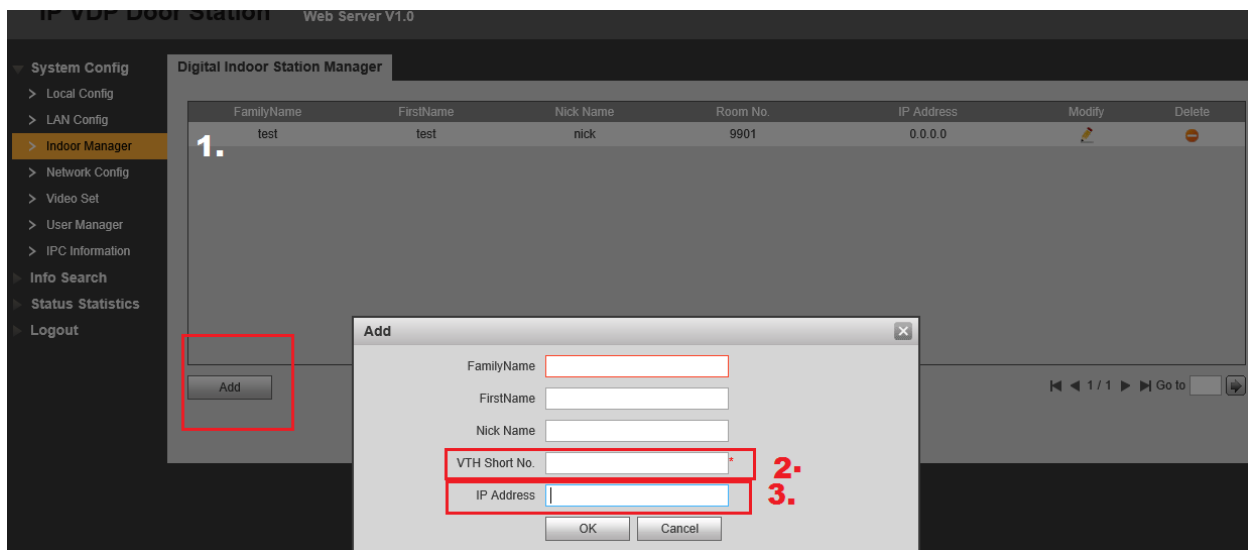 IP VDP Door Station Web Server V1.0
System Config
> Local Config
> LAN Config
> Indoor Manager
> Network Config
> Video Set
> User Manager
> IPC Information
Info Search
Status Statistics
Logout
Digital Indoor Station Manager
FamilyName FirstName Nick Name Room No. IP Address Modify Delete
test test nick 9901 0.0.0.0
1.
Add
1 / 1 Go to
Add
FamilyName
FirstName
Nick Name
VTH Short No. *
2.
IP Address
3.
OK Cancel